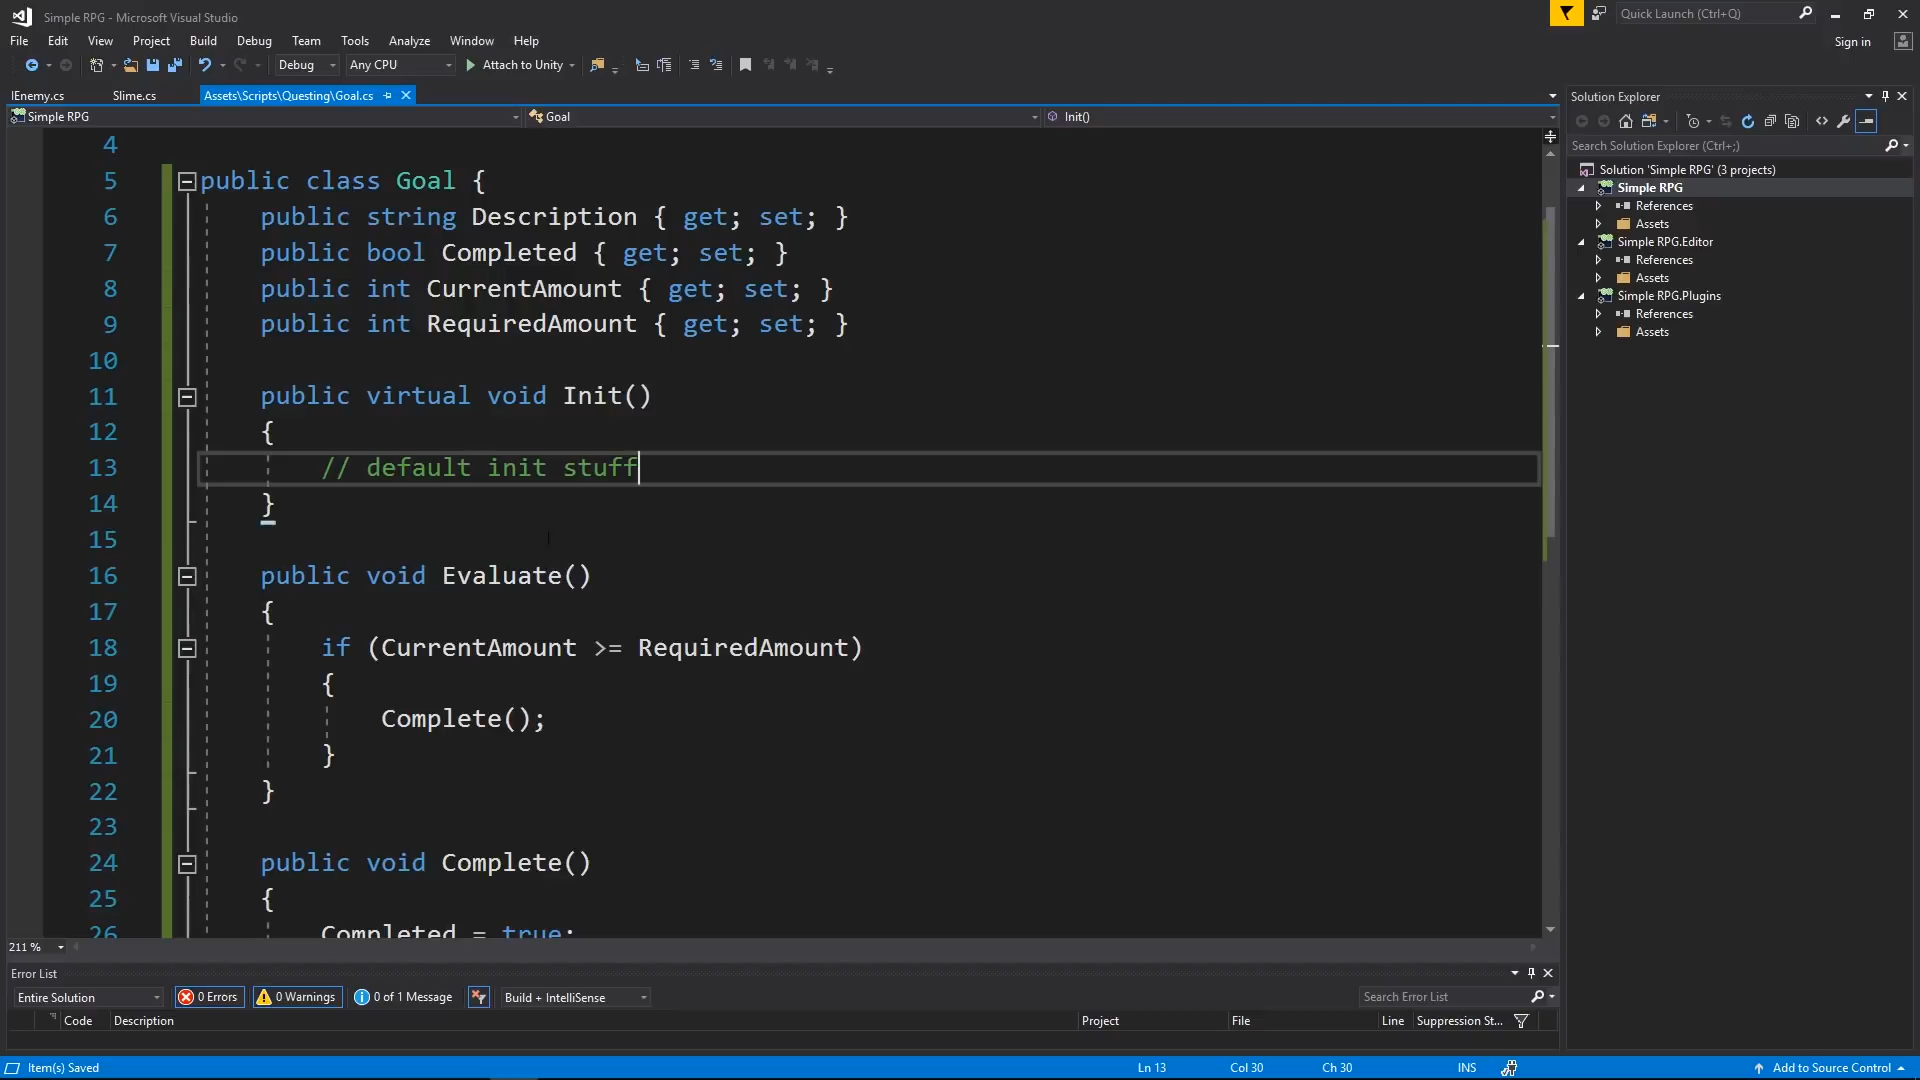 Simple RPG - Microsoft Visual Studio
Quick Launch (Ctrl+Q)
File Edit View Project Build Debug Team Tools Analyze Window Help
Sign in
Debug Any CPU Attach to Unity
IEnemy.cs Slime.cs Assets\Scripts\Questing\Goal.cs
Simple RPG Goal Init()
4
5 public class Goal {
6 public string Description { get; set; }
7 public bool Completed { get; set; }
8 public int CurrentAmount { get; set; }
9 public int RequiredAmount { get; set; }
10
11 public virtual void Init()
12 {
13 // default init stuff
14 }
15
16 public void Evaluate()
17 {
18 if (CurrentAmount >= RequiredAmount)
19 {
20 Complete();
21 }
22 }
23
24 public void Complete()
25 {
26 Completed = true;
211 %
Solution Explorer
Search Solution Explorer (Ctrl+;)
Solution 'Simple RPG' (3 projects)
Simple RPG
References
Assets
Simple RPG.Editor
References
Assets
Simple RPG.Plugins
References
Assets
Error List
Entire Solution 0 Errors 0 Warnings 0 of 1 Message Build + IntelliSense Search Error List
Code Description Project File Line Suppression St...
Item(s) Saved Ln 13 Col 30 Ch 30 INS Add to Source Control